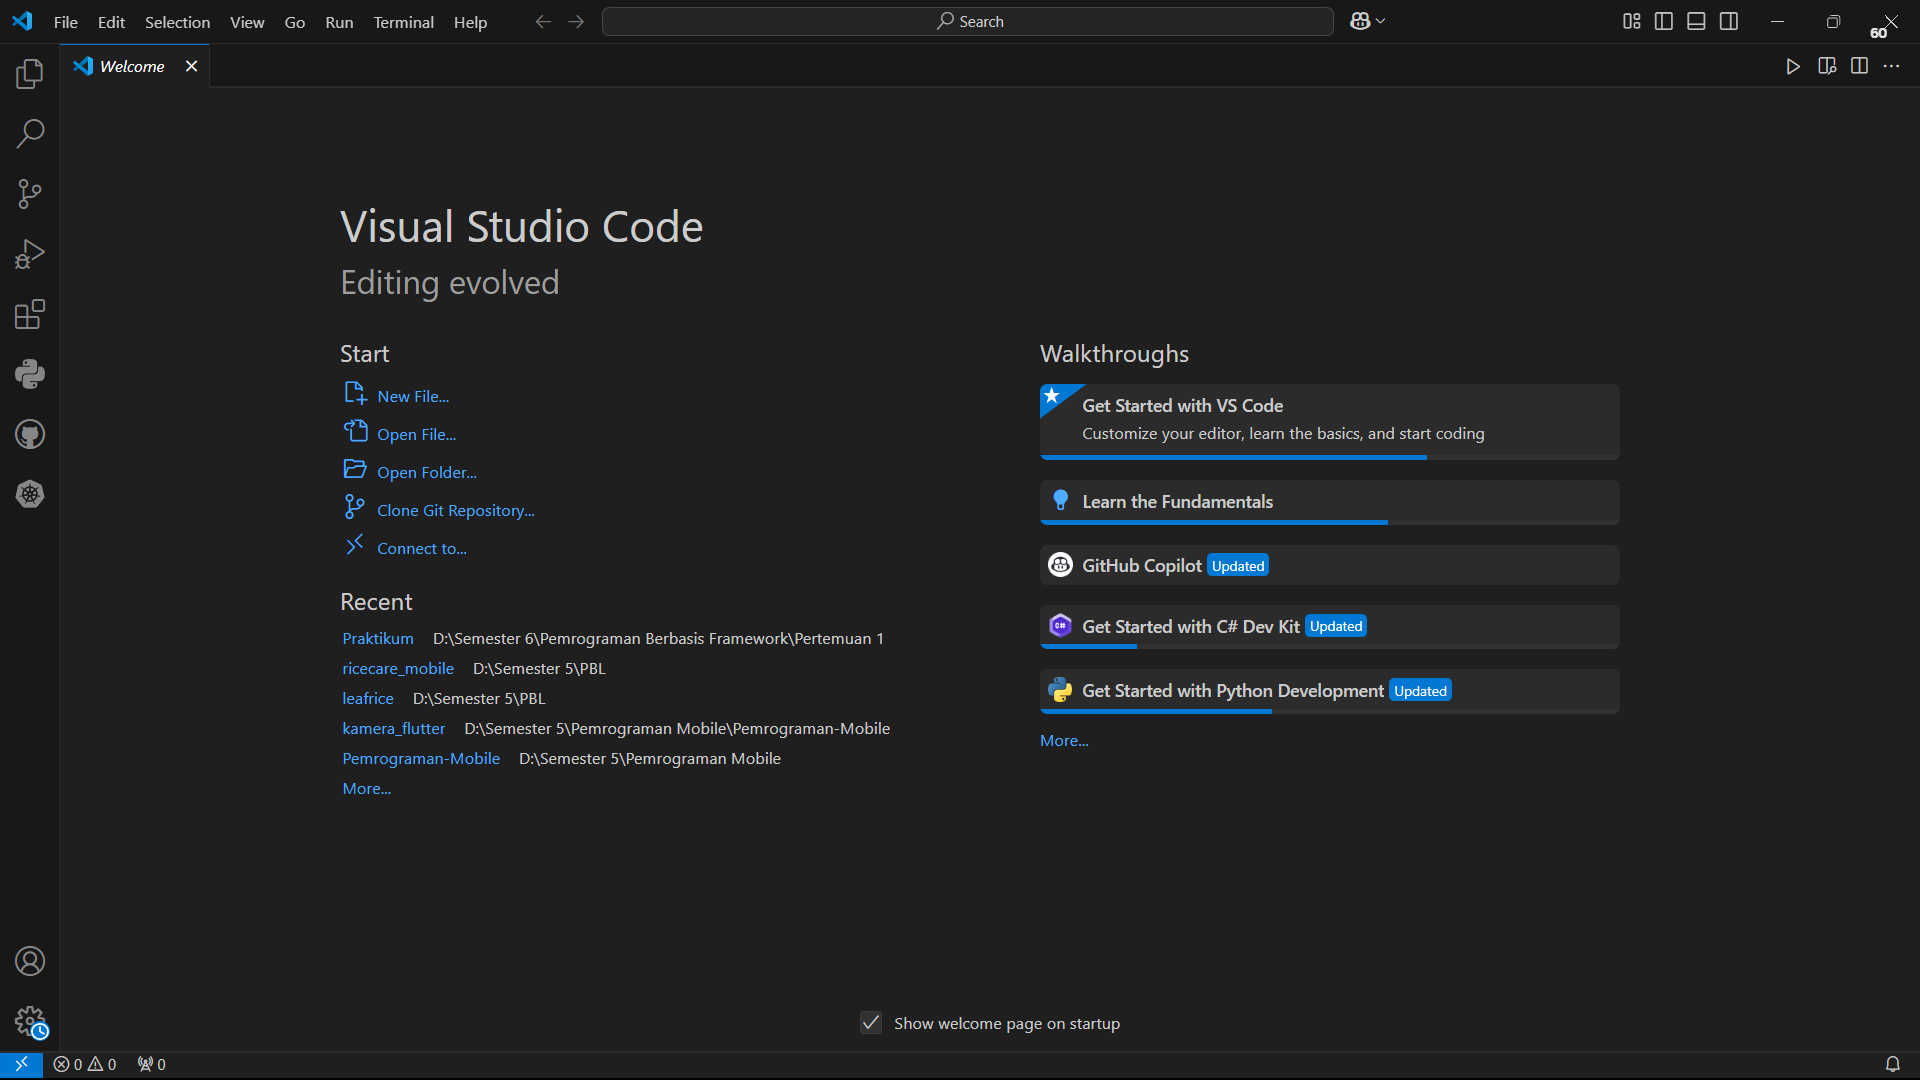 File Edit Selection View Go Run Terminal Help Search
60
Welcome
Visual Studio Code
Editing evolved
Start
New File...
Open File...
Open Folder...
Clone Git Repository...
Connect to...
Recent
Praktikum D:\Semester 6\Pemrograman Berbasis Framework\Pertemuan 1
ricecare_mobile D:\Semester 5\PBL
leafrice D:\Semester 5\PBL
kamera_flutter D:\Semester 5\Pemrograman Mobile\Pemrograman-Mobile
Pemrograman-Mobile D:\Semester 5\Pemrograman Mobile
More...
Walkthroughs
Get Started with VS Code
Customize your editor, learn the basics, and start coding
Learn the Fundamentals
GitHub Copilot Updated
C#
Get Started with C# Dev Kit Updated
Get Started with Python Development Updated
More...
Show welcome page on startup
0 0 0